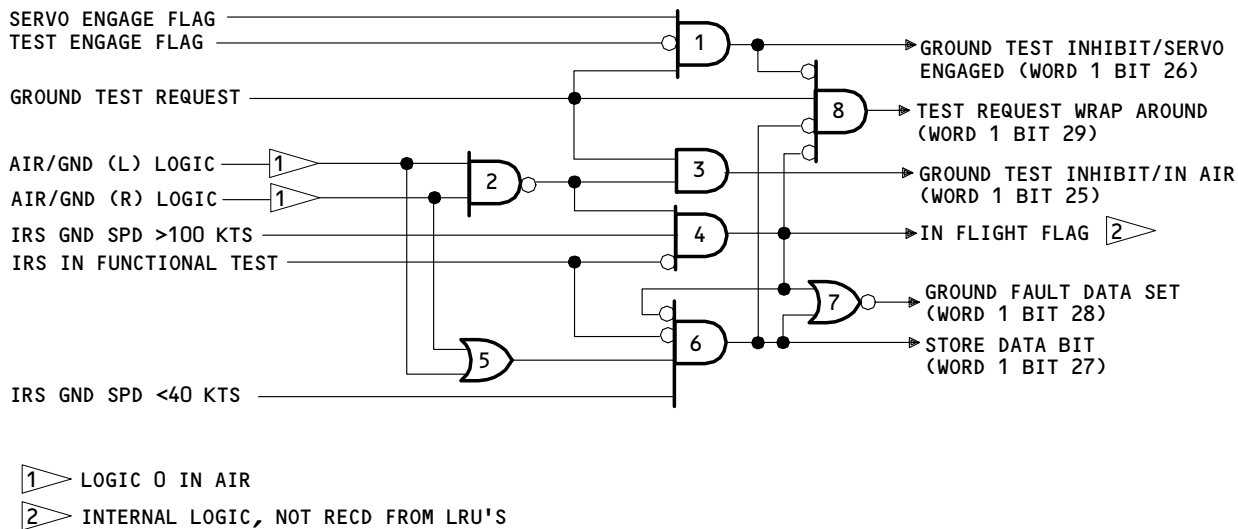 SERVO ENGAGE FLAG
TEST ENGAGE FLAG
GROUND TEST REQUEST
AIR/GND (L) LOGIC
1
AIR/GND (R) LOGIC
1
IRS GND SPD >100 KTS
IRS IN FUNCTIONAL TEST
IRS GND SPD <40 KTS
1
2
3
4
5
6
7
8
GROUND TEST INHIBIT/SERVO
ENGAGED (WORD 1 BIT 26)
TEST REQUEST WRAP AROUND
(WORD 1 BIT 29)
GROUND TEST INHIBIT/IN AIR
(WORD 1 BIT 25)
IN FLIGHT FLAG 2
GROUND FAULT DATA SET
(WORD 1 BIT 28)
STORE DATA BIT
(WORD 1 BIT 27)
1 LOGIC 0 IN AIR
2 INTERNAL LOGIC, NOT RECD FROM LRU'S